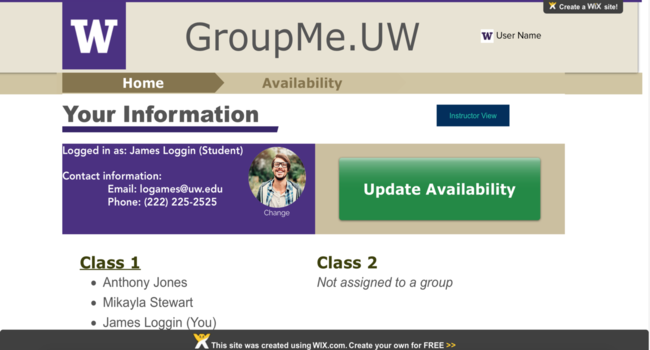 Create a WiX site!
W
GroupMe.UW
W User Name
Home
Availability
Your Information
Instructor View
Logged in as: James Loggin (Student)
Contact information:
Email: logames@uw.edu
Phone: (222) 225-2525
Change
Update Availability
Class 1
Anthony Jones
Mikayla Stewart
James Loggin (You)
Class 2
Not assigned to a group
This site was created using WIX.com. Create your own for FREE >>